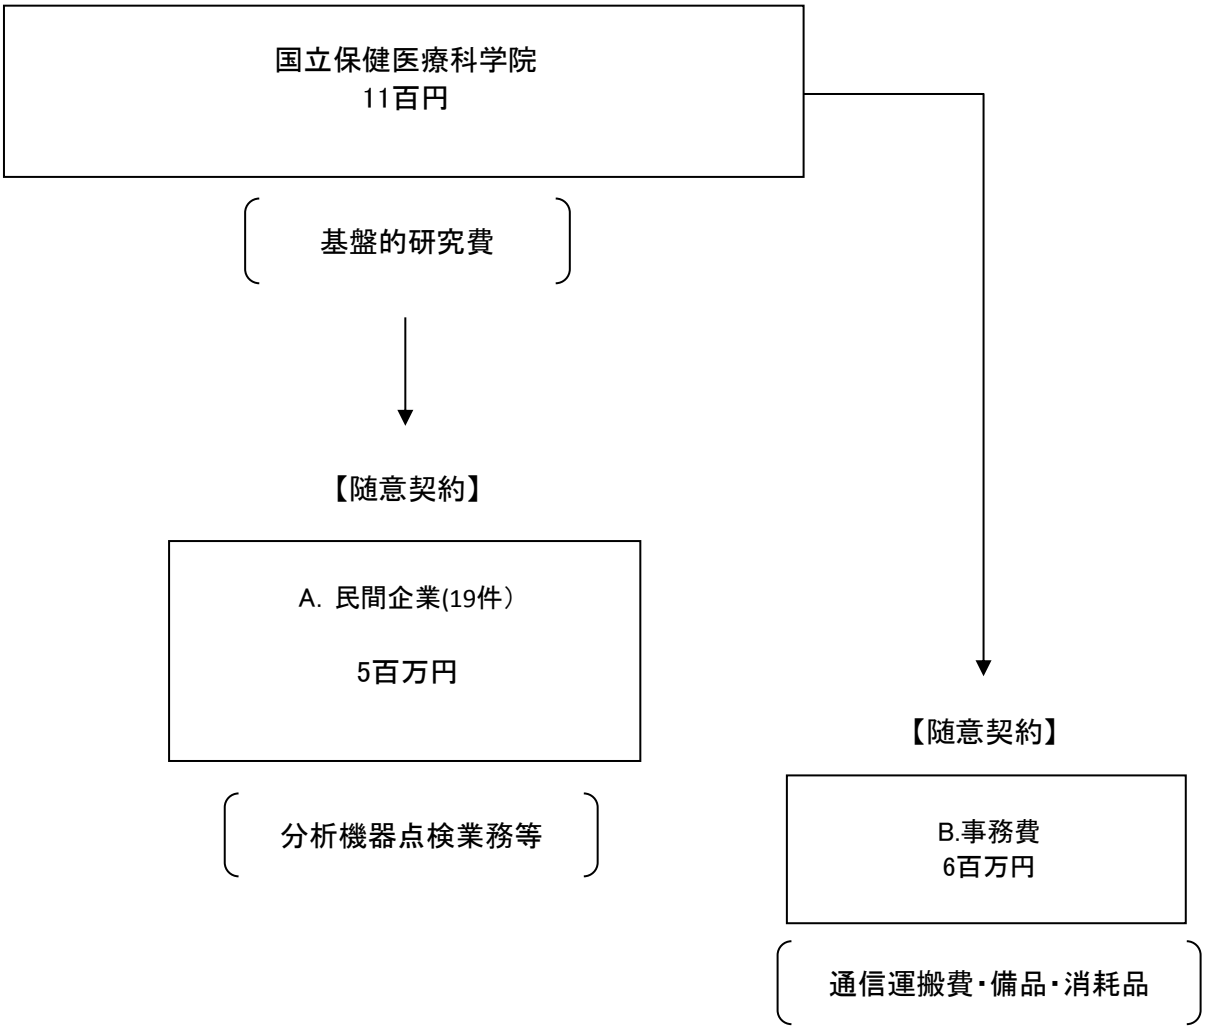 国立保健医療科学院
11百円
基盤的研究費
【随意契約】
A. 民間企業(19件）
5百万円
分析機器点検業務等
【随意契約】
B.事務費
6百万円
通信運搬費・備品・消耗品